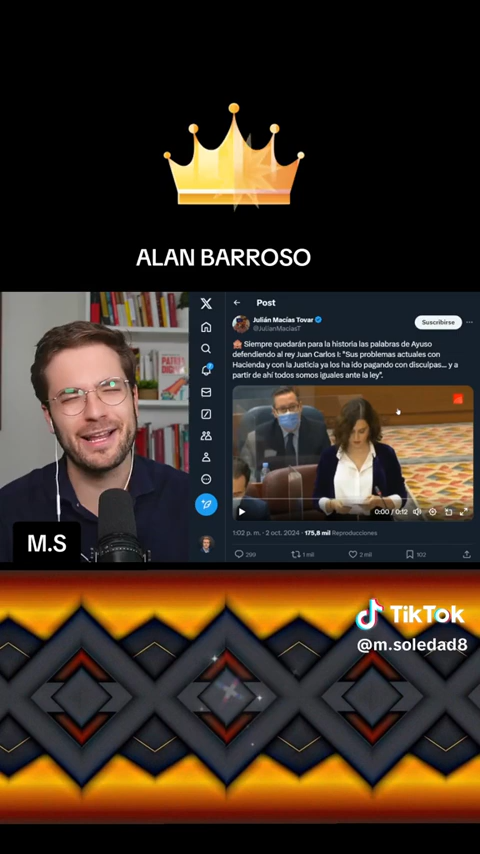 ALAN BARROSO
Post
Julián Macías Tovar
@JulianMaciasT
Suscribirse
Siempre quedarán para la historia las palabras de Ayuso
defendiendo al rey Juan Carlos I: "Sus problemas actuales con
Hacienda y con la Justicia ya los ha ido pagando con disculpas... y a
partir de ahí todos somos iguales ante la ley".
0:00 / 0:12
1:02 p. m. · 2 oct. 2024 · 175,8 mil Reproducciones
299 1 mil 2 mil 102
M.S
TikTok
@m.soledad8